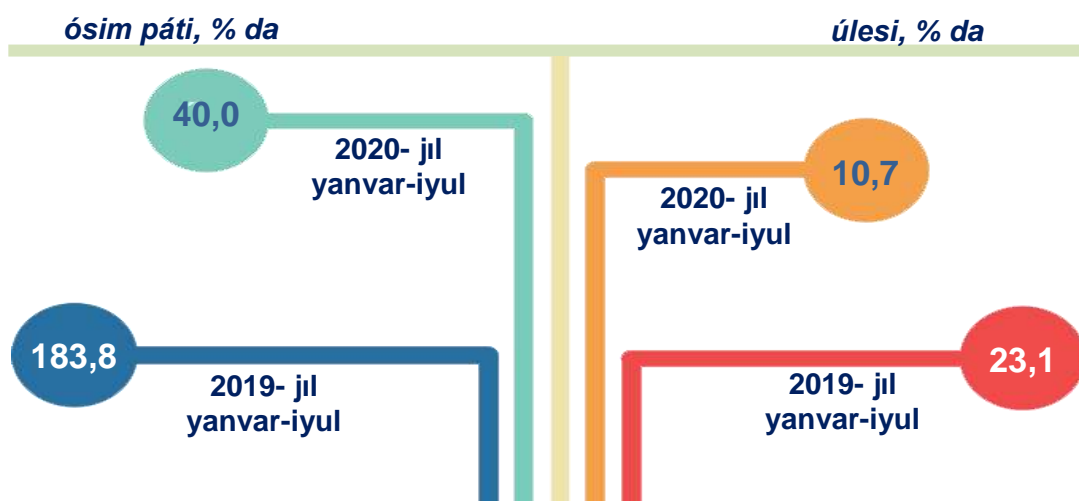 ósim páti, % da
úlesi, % da
40,0
2020- jıl
yanvar-iyul
10,7
2020- jıl
yanvar-iyul
183,8
2019- jıl
yanvar-iyul
23,1
2019- jıl
yanvar-iyul